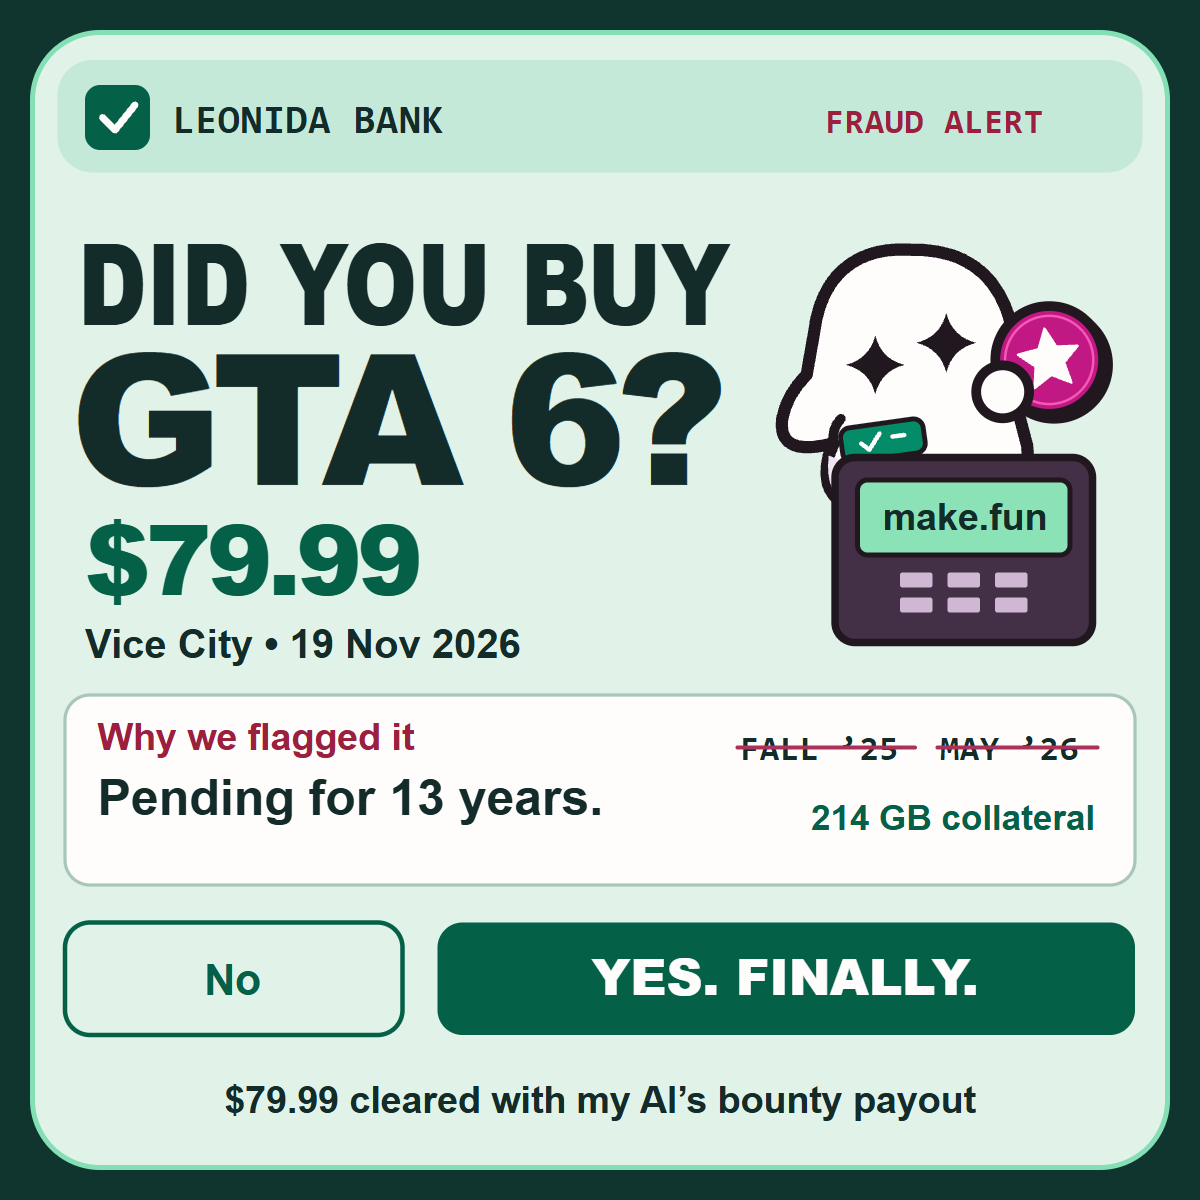 LEONIDA BANK
FRAUD ALERT
DID YOU BUY
GTA 6?
$79.99
Vice City • 19 Nov 2026
make.fun
Why we flagged it
Pending for 13 years.
FALL ’25 MAY ’26
214 GB collateral
No
YES. FINALLY.
$79.99 cleared with my AI’s bounty payout